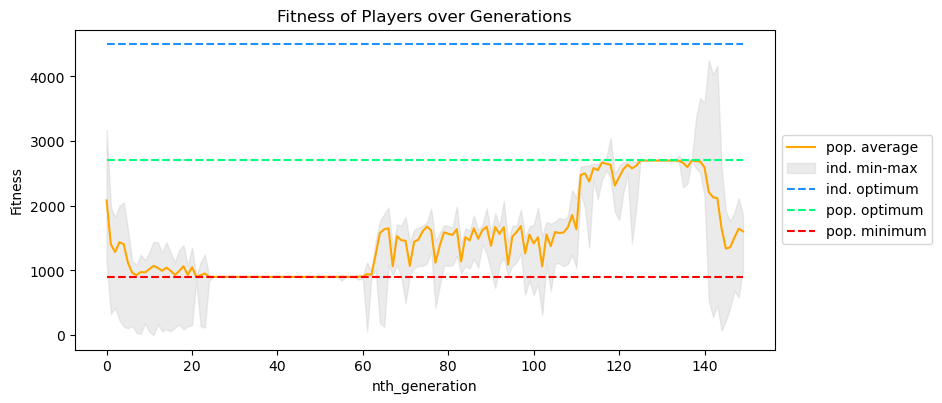 Fitness of Players over Generations
Fitness
4000
3000
2000
1000
0
0 20 40 60 80 100 120 140
nth_generation
pop. average
ind. min-max
ind. optimum
pop. optimum
pop. minimum